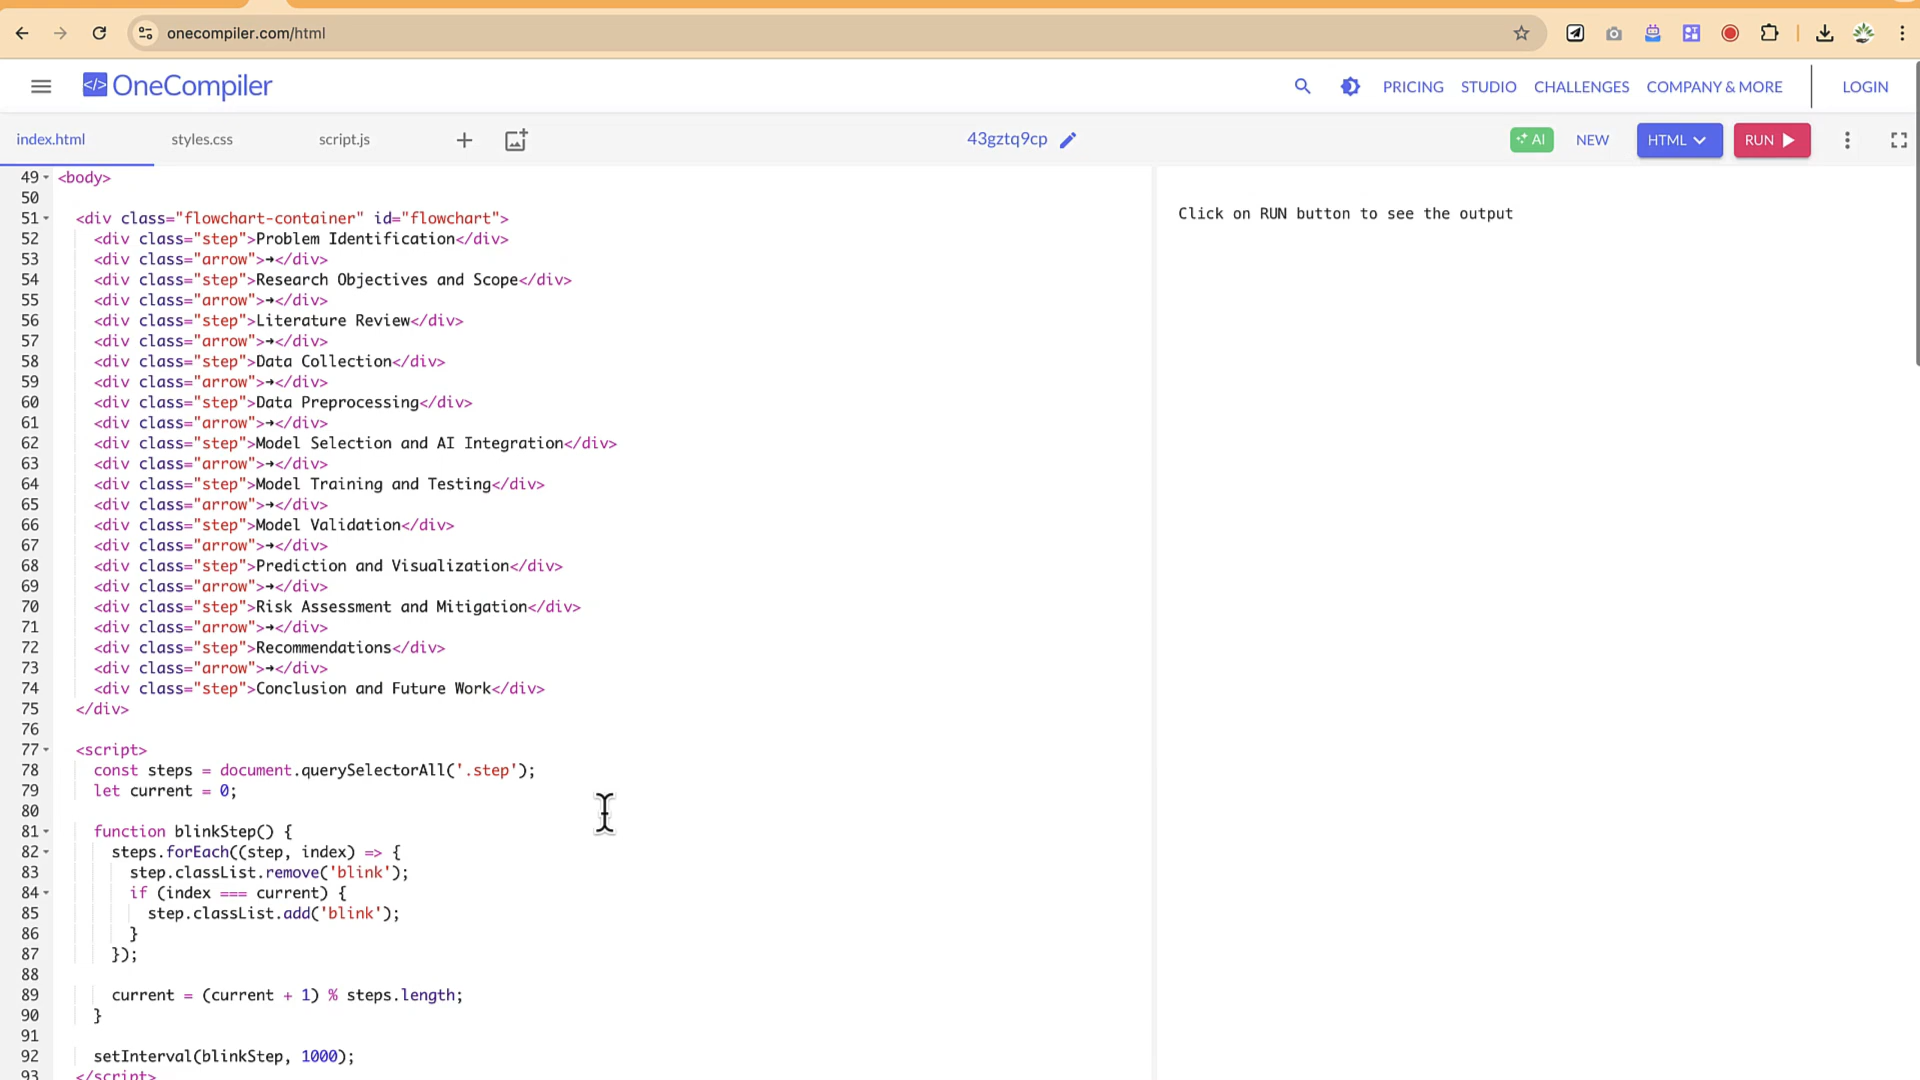 onecompiler.com/html
</> OneCompiler
PRICING STUDIO CHALLENGES COMPANY & MORE LOGIN
index.html styles.css script.js + 43gztq9cp AI NEW HTML RUN
49 <body>
50
51 <div class="flowchart-container" id="flowchart">
52 <div class="step">Problem Identification</div>
53 <div class="arrow">→</div>
54 <div class="step">Research Objectives and Scope</div>
55 <div class="arrow">→</div>
56 <div class="step">Literature Review</div>
57 <div class="arrow">→</div>
58 <div class="step">Data Collection</div>
59 <div class="arrow">→</div>
60 <div class="step">Data Preprocessing</div>
61 <div class="arrow">→</div>
62 <div class="step">Model Selection and AI Integration</div>
63 <div class="arrow">→</div>
64 <div class="step">Model Training and Testing</div>
65 <div class="arrow">→</div>
66 <div class="step">Model Validation</div>
67 <div class="arrow">→</div>
68 <div class="step">Prediction and Visualization</div>
69 <div class="arrow">→</div>
70 <div class="step">Risk Assessment and Mitigation</div>
71 <div class="arrow">→</div>
72 <div class="step">Recommendations</div>
73 <div class="arrow">→</div>
74 <div class="step">Conclusion and Future Work</div>
75 </div>
76
77 <script>
78 const steps = document.querySelectorAll('.step');
79 let current = 0;
80
81 function blinkStep() {
82 steps.forEach((step, index) => {
83 step.classList.remove('blink');
84 if (index === current) {
85 step.classList.add('blink');
86 }
87 });
88
89 current = (current + 1) % steps.length;
90 }
91
92 setInterval(blinkStep, 1000);
93 </script>
Click on RUN button to see the output